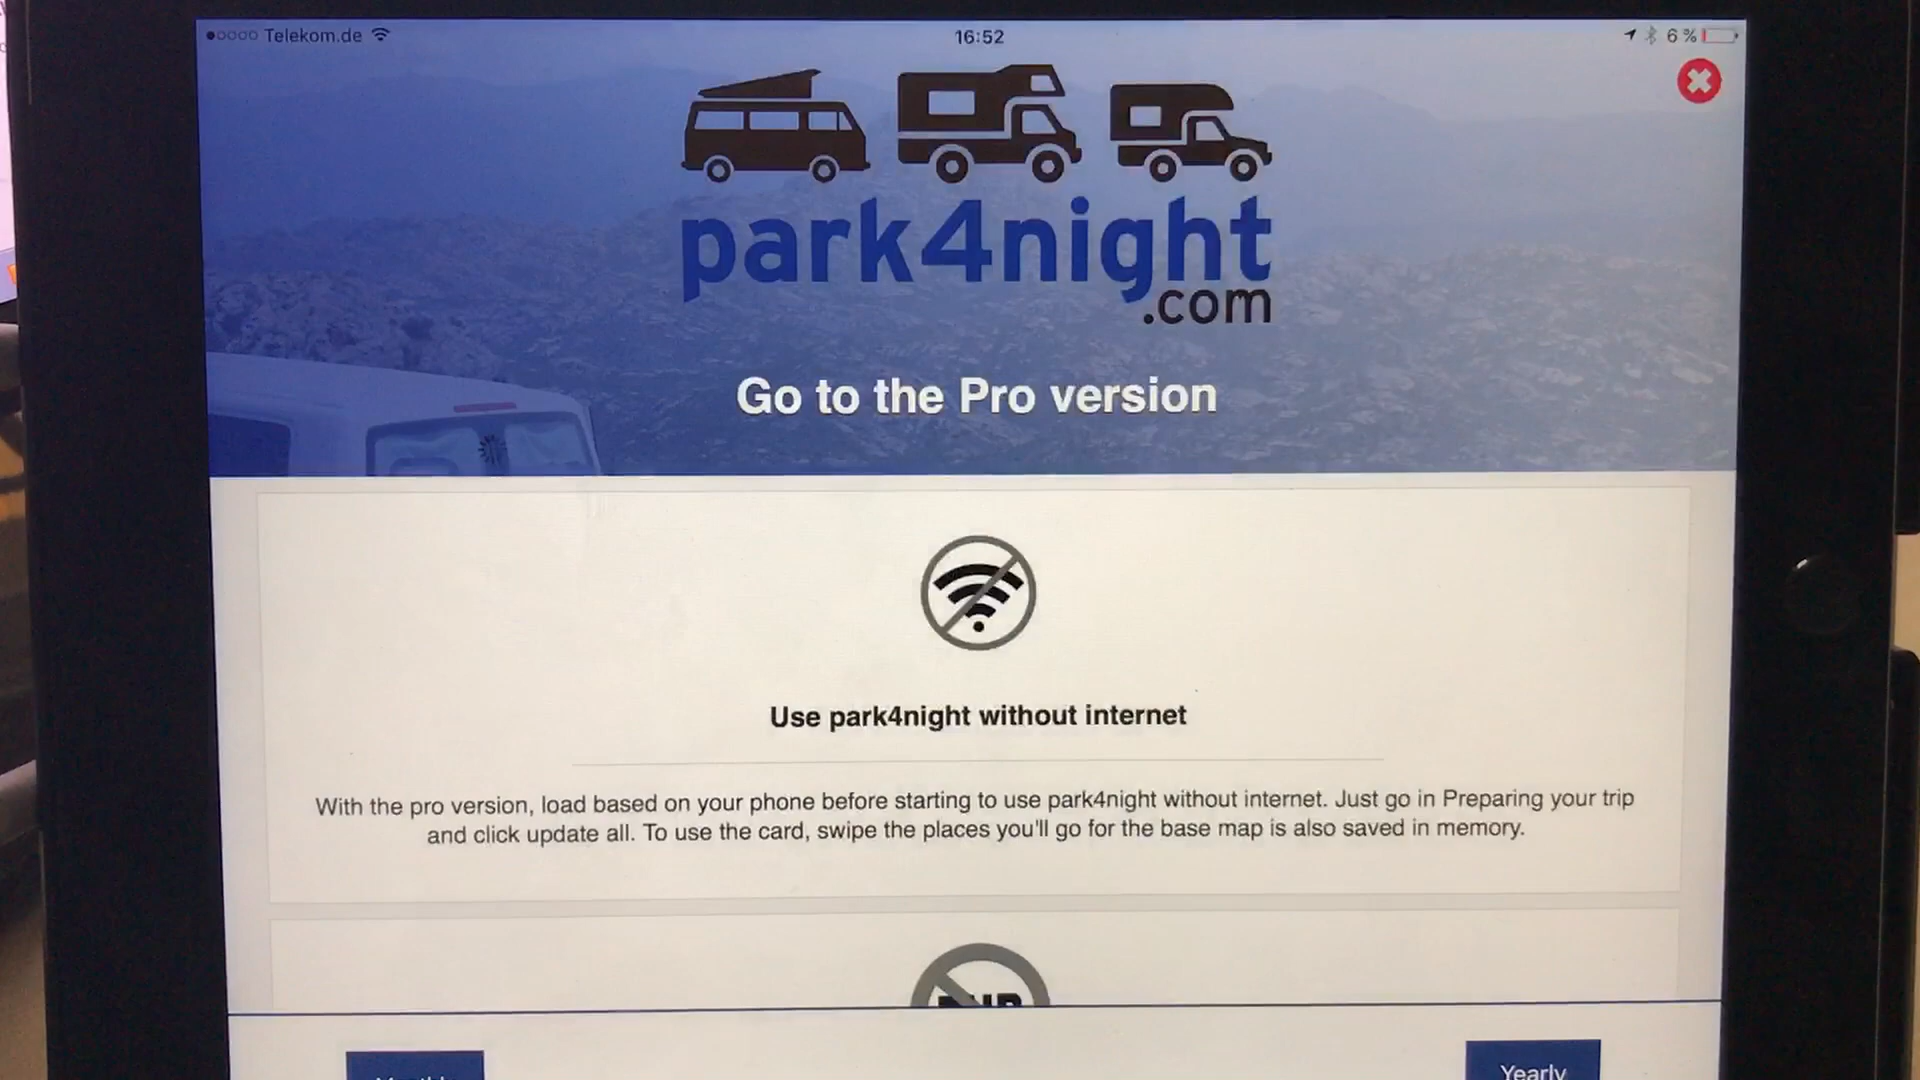 Telekom.de
16:52
6 %
park4night
.com
Go to the Pro version
Use park4night without internet
With the pro version, load based on your phone before starting to use park4night without internet. Just go in Preparing your trip
and click update all. To use the card, swipe the places you'll go for the base map is also saved in memory.
Yearly